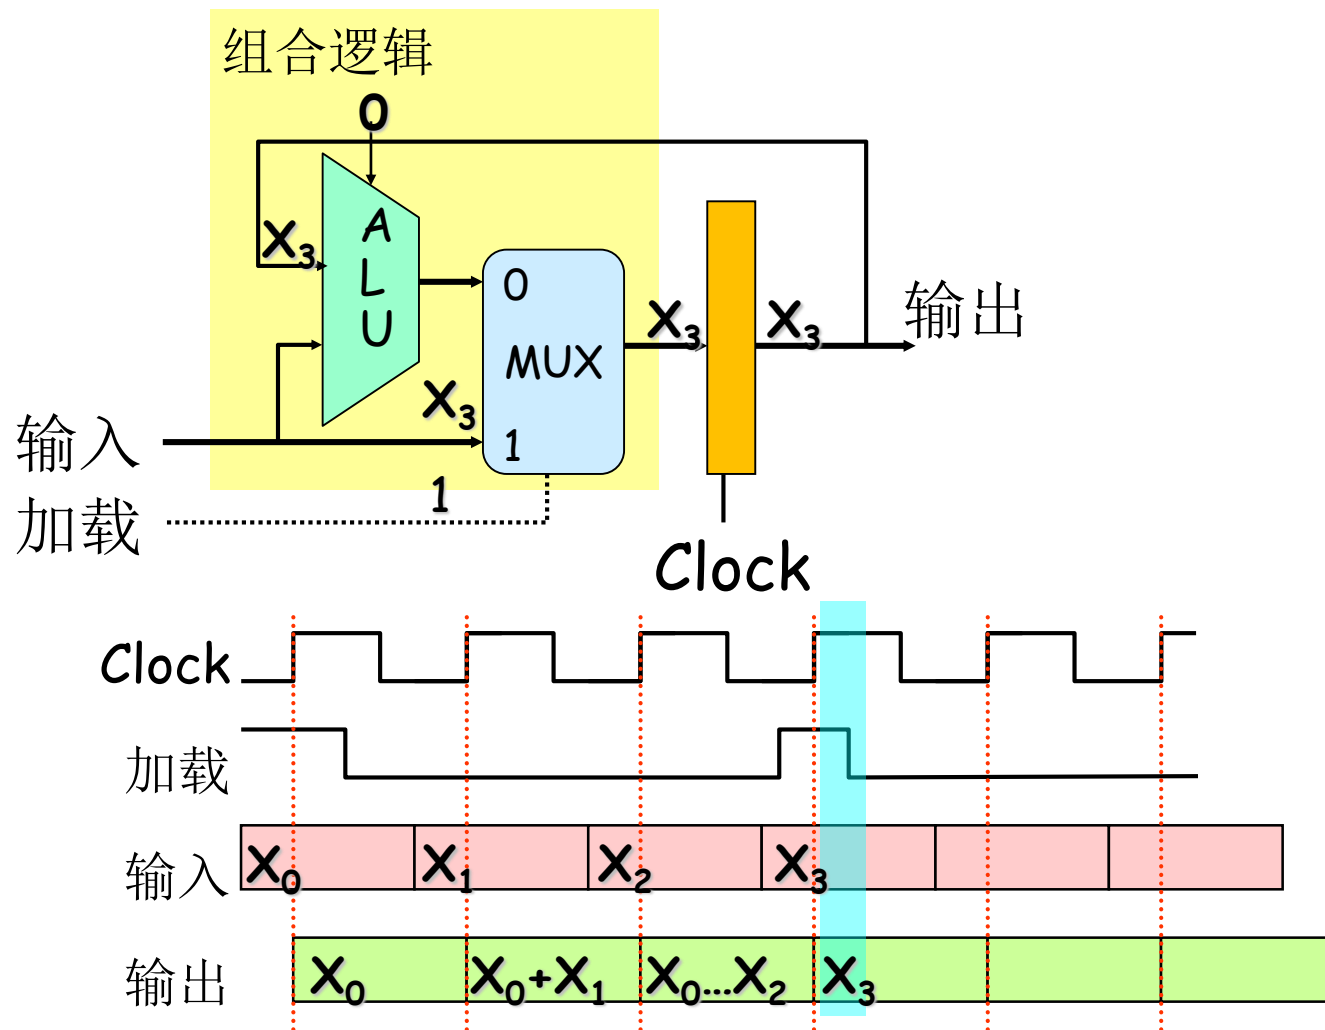 组合逻辑
0
A
L
U
X₃
0
MUX
1
X₃
X₃
X₃
输出
输入
1
加载
Clock
Clock
加载
输入 X₀ X₁ X₂ X₃
输出 X₀ X₀+X₁ X₀...X₂ X₃